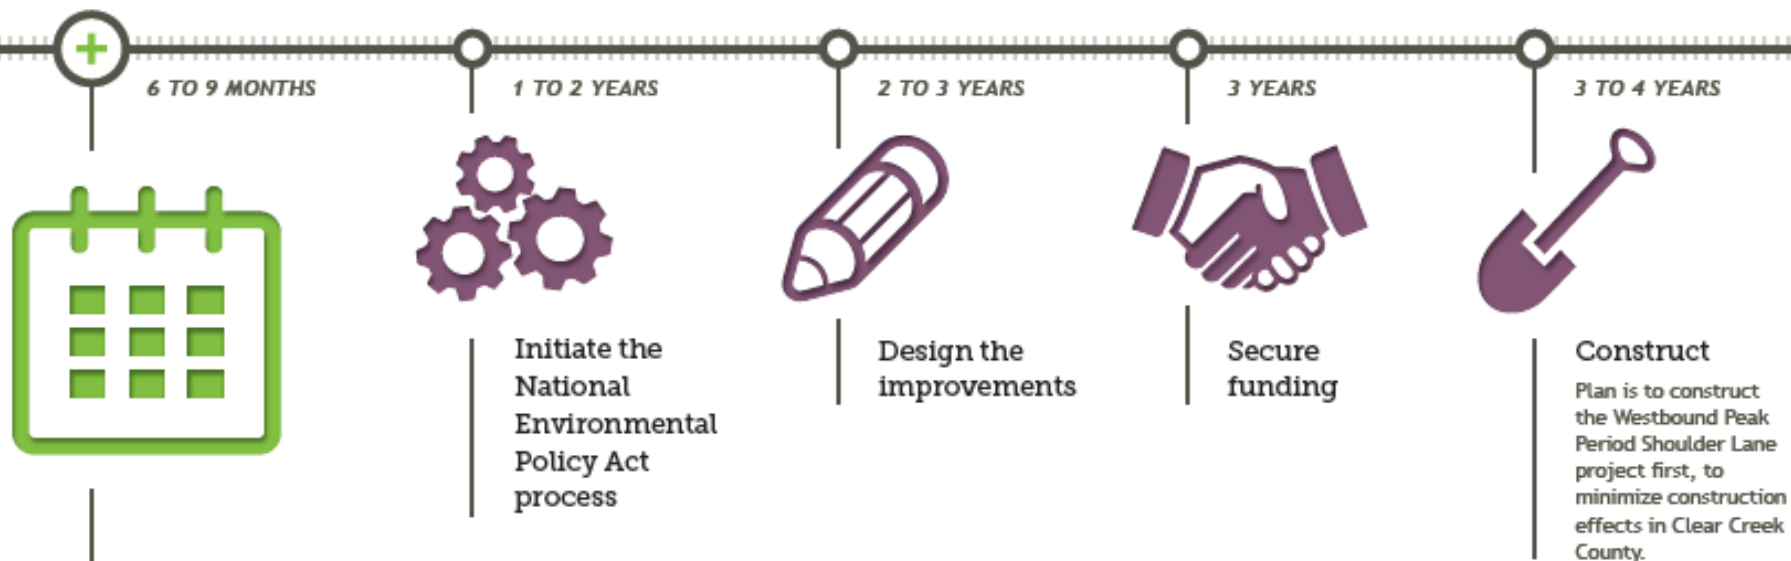 6 TO 9 MONTHS
1 TO 2 YEARS
2 TO 3 YEARS
3 YEARS
3 TO 4 YEARS
Initiate the
National
Environmental
Policy Act
process
Design the
improvements
Secure
funding
Construct
Plan is to construct
the Westbound Peak
Period Shoulder Lane
project first, to
minimize construction
effects in Clear Creek
County.